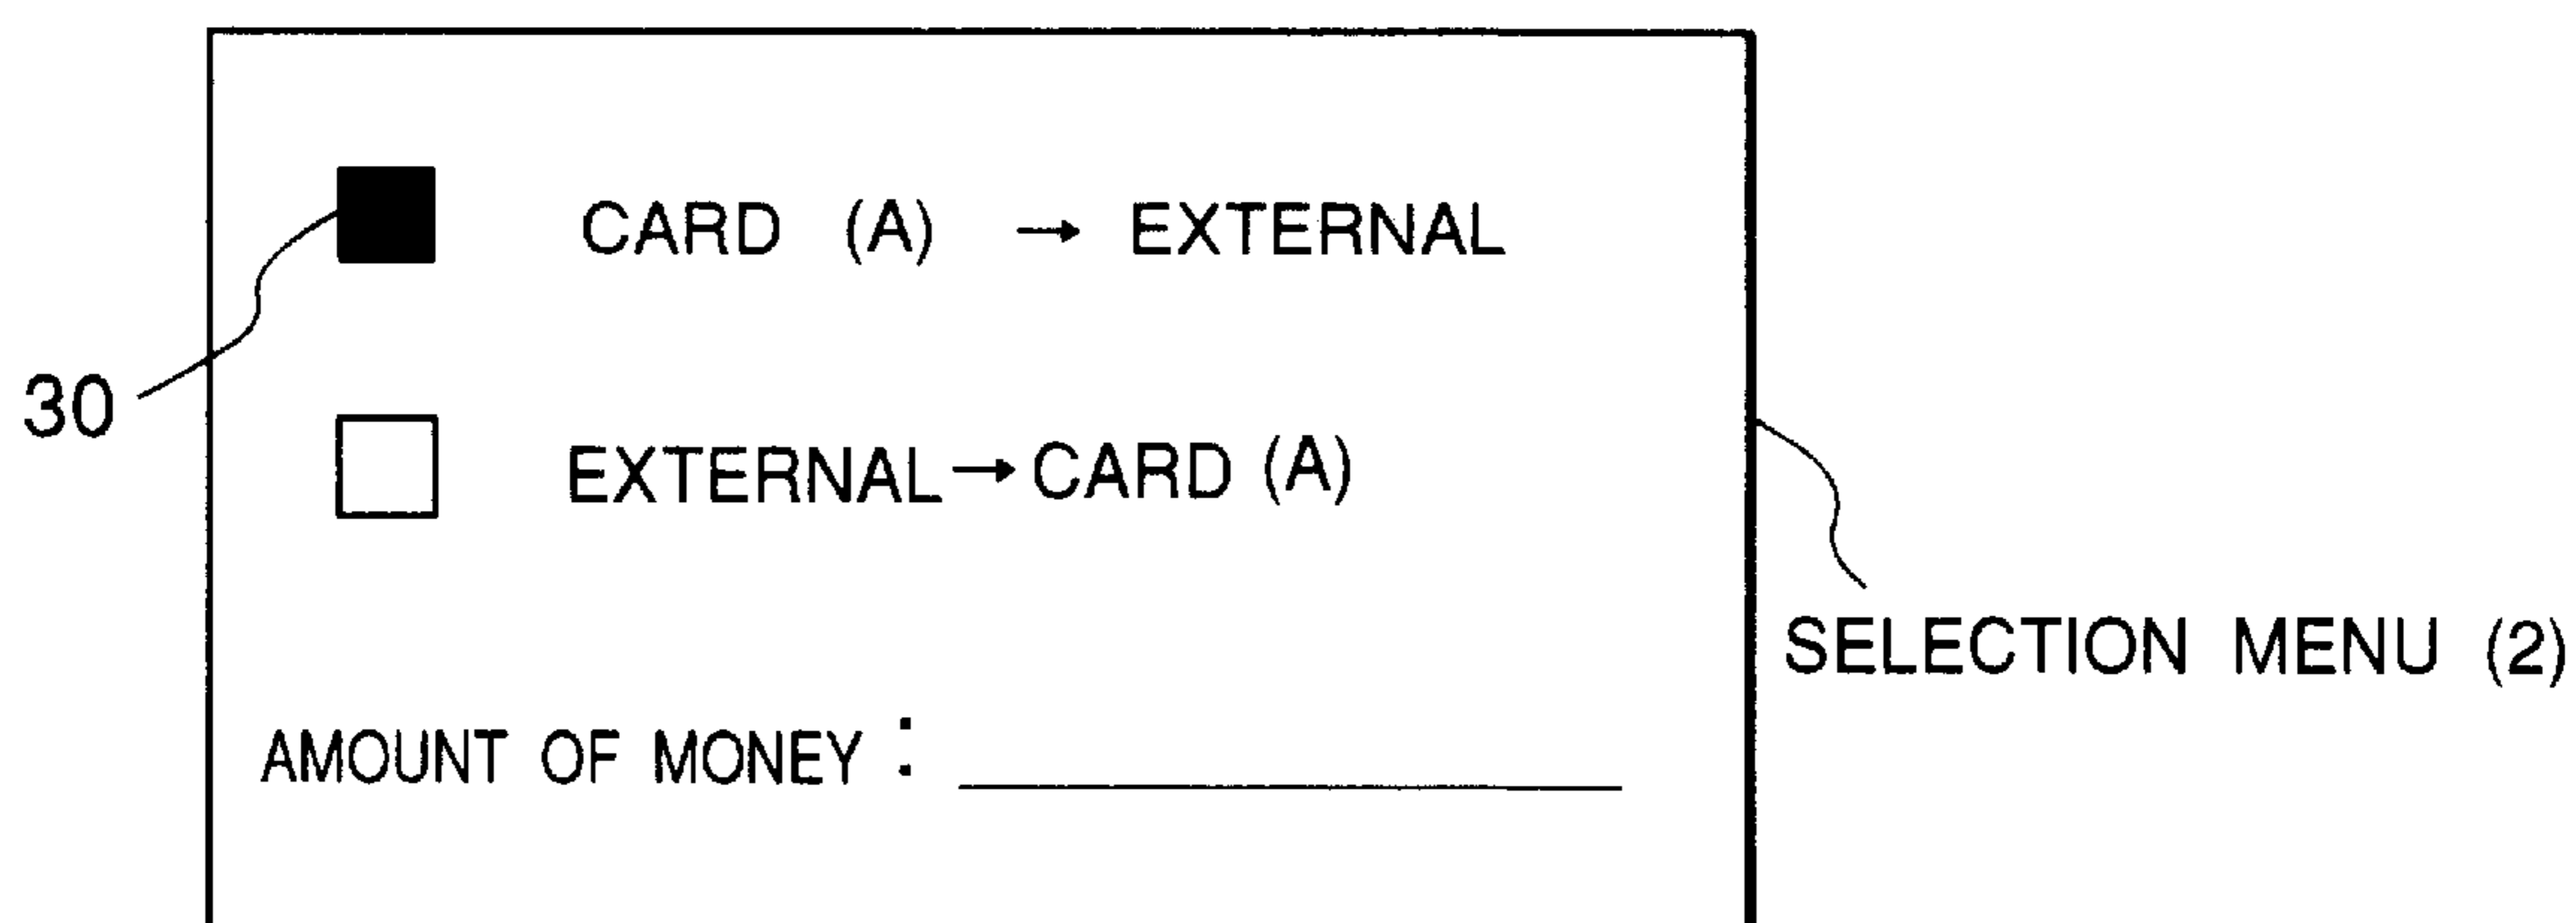 CARD (A) → EXTERNAL
30
EXTERNAL→CARD (A)
SELECTION MENU (2)
AMOUNT OF MONEY :